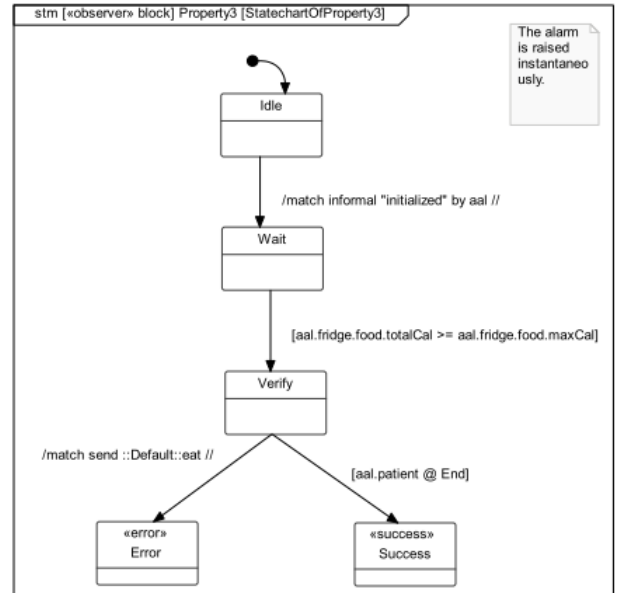 stm [«observer» block] Property3 [StatechartOfProperty3]
The alarm
is raised
instantaneo
usly.
Idle
/match informal "initialized" by aal //
Wait
[aal.fridge.food.totalCal >= aal.fridge.food.maxCal]
Verify
/match send ::Default::eat //
[aal.patient @ End]
«error»
Error
«success»
Success